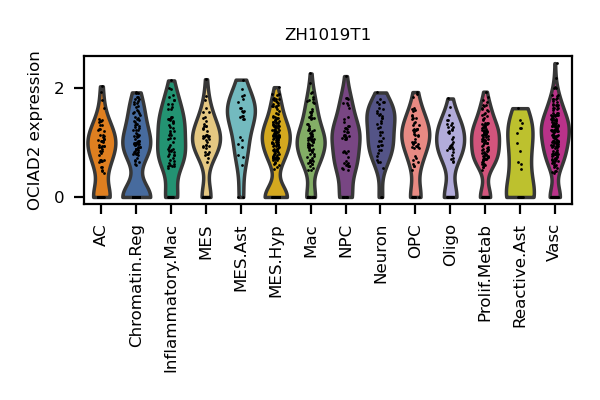 ZH1019T1
OCIAD2 expression
2
0
AC
Chromatin.Reg
Inflammatory.Mac
MES
MES.Ast
MES.Hyp
Mac
NPC
Neuron
OPC
Oligo
Prolif.Metab
Reactive.Ast
Vasc